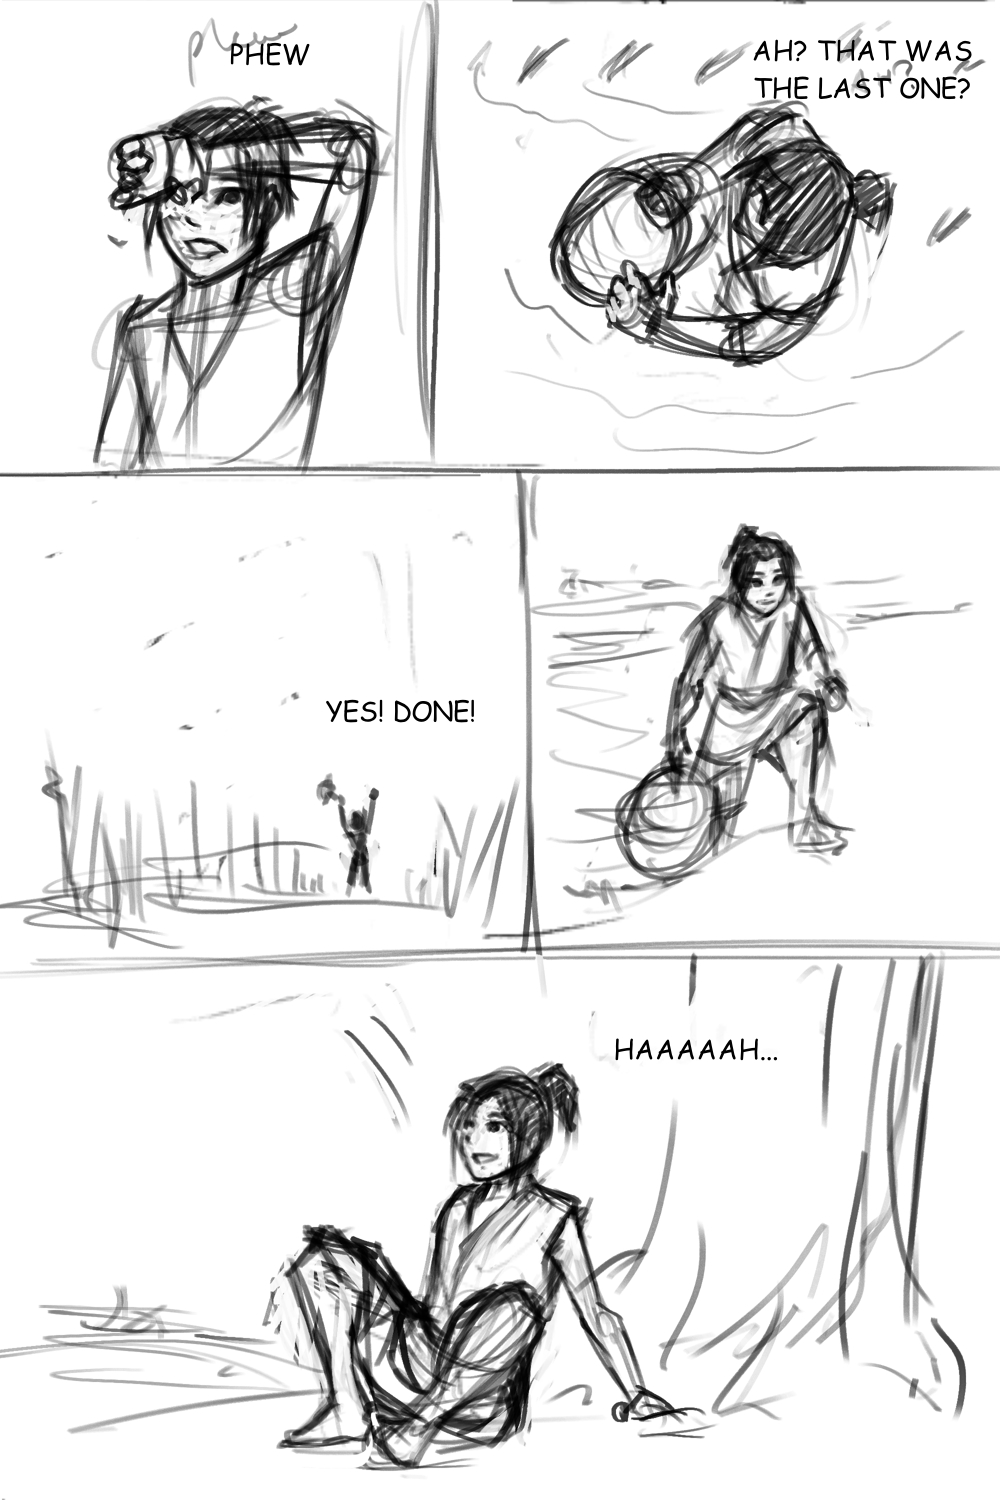 PHEW
AH? THAT WAS
THE LAST ONE?
YES! DONE!
HAAAAAH...